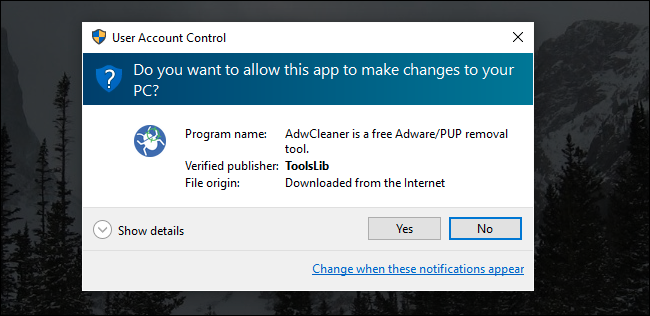 User Account Control
Do you want to allow this app to make changes to your
PC?
Program name: AdwCleaner is a free Adware/PUP removal
tool.
Verified publisher: ToolsLib
File origin: Downloaded from the Internet
Show details
Yes
No
Change when these notifications appear